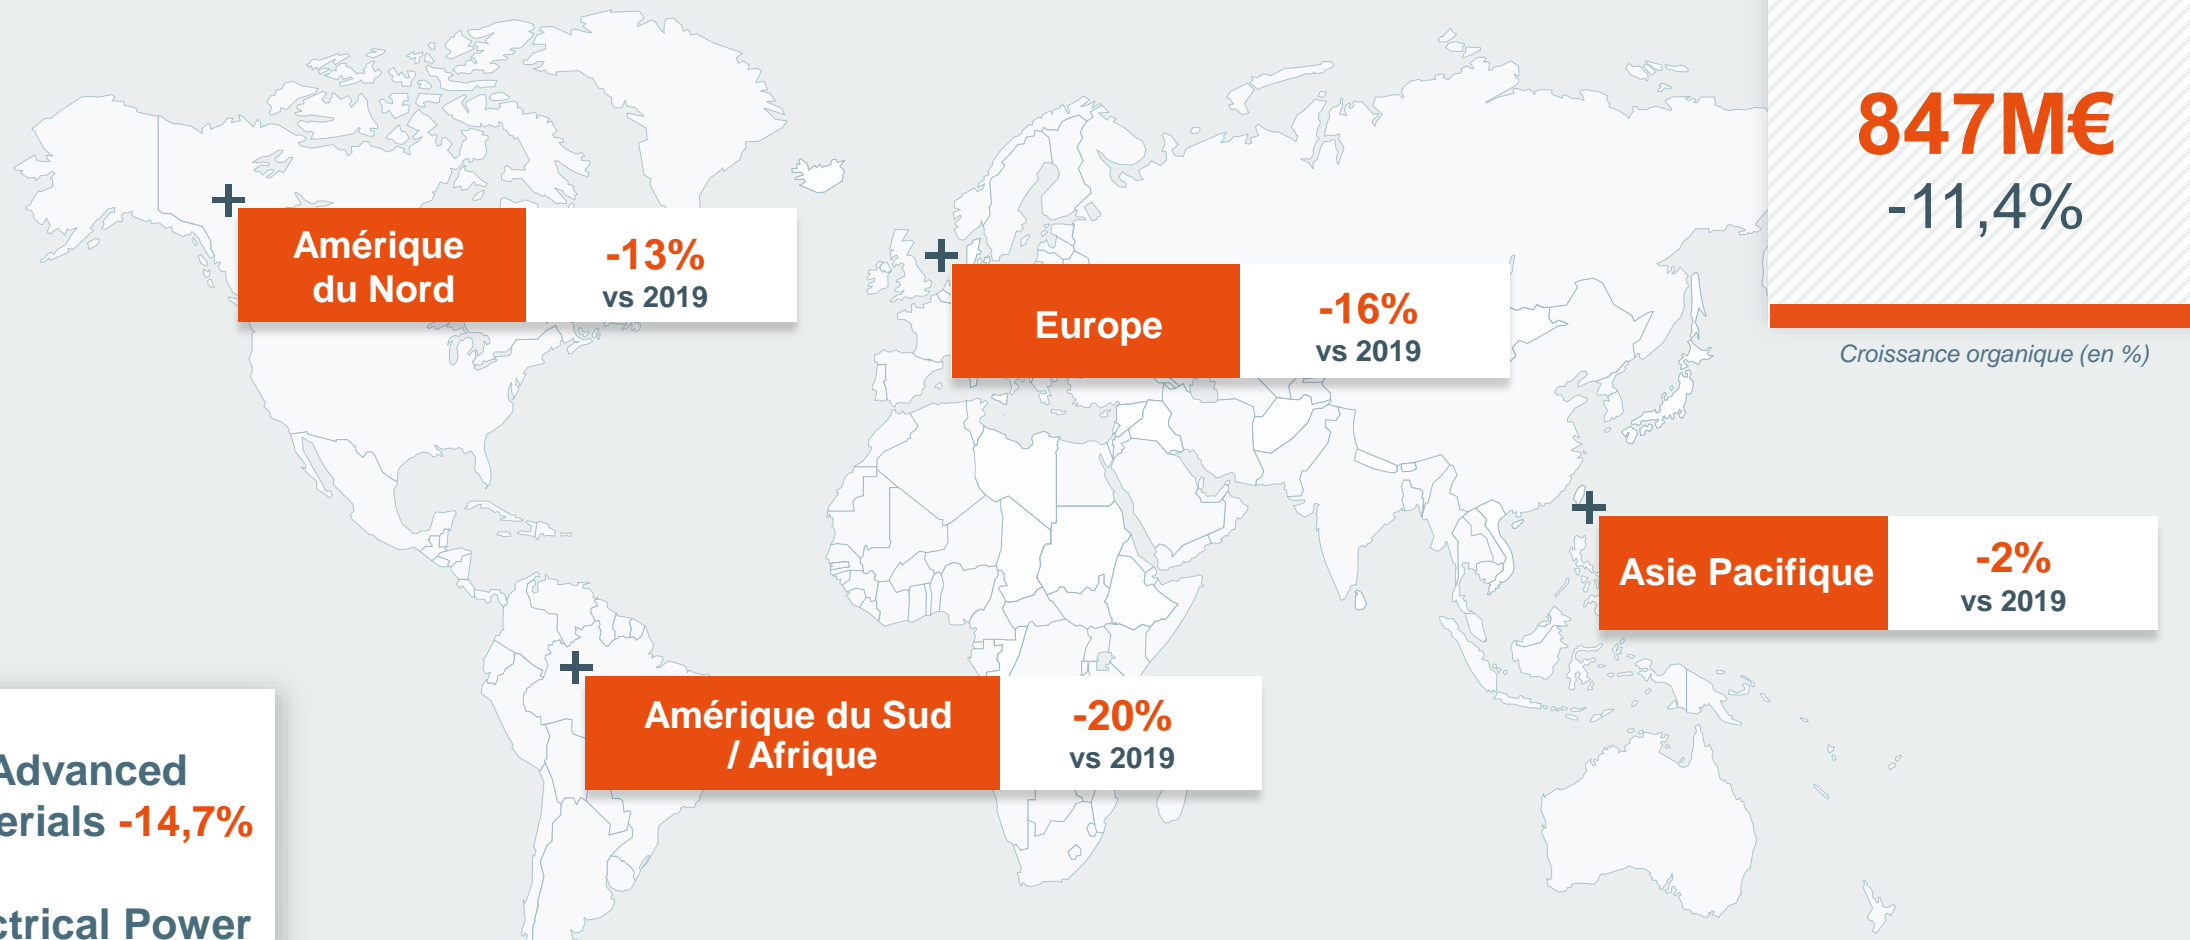 847M€
-11,4%
Croissance organique (en %)
Amérique
du Nord
-13%
vs 2019
Europe
-16%
vs 2019
Asie Pacifique
-2%
vs 2019
Amérique du Sud
/ Afrique
-20%
vs 2019
Advanced
erials -14,7%
ctrical Power